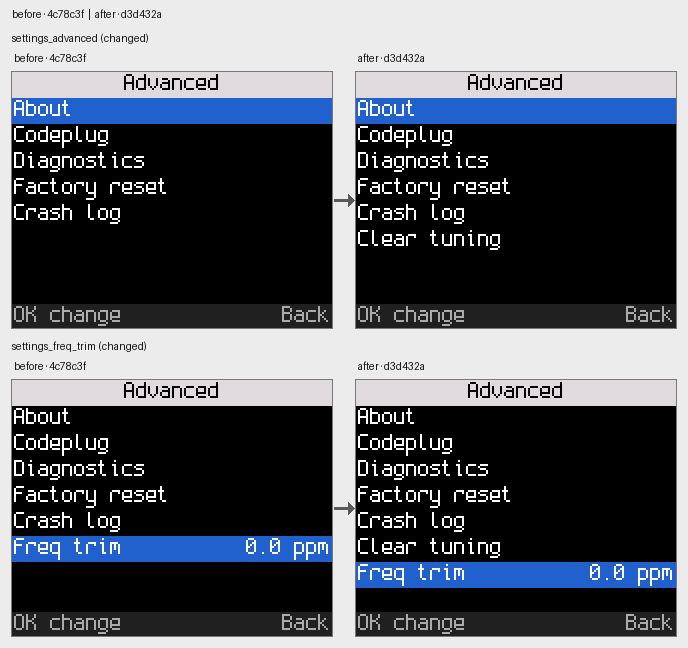 before · 4c78c3f | after · d3d432a
settings_advanced (changed)
before · 4c78c3f
after · d3d432a
Advanced
About
Codeplug
Diagnostics
Factory reset
Crash log
OK change Back
Advanced
About
Codeplug
Diagnostics
Factory reset
Crash log
Clear tuning
OK change Back
settings_freq_trim (changed)
before · 4c78c3f
after · d3d432a
Advanced
About
Codeplug
Diagnostics
Factory reset
Crash log
Freq trim 0.0 ppm
OK change Back
Advanced
About
Codeplug
Diagnostics
Factory reset
Crash log
Clear tuning
Freq trim 0.0 ppm
OK change Back